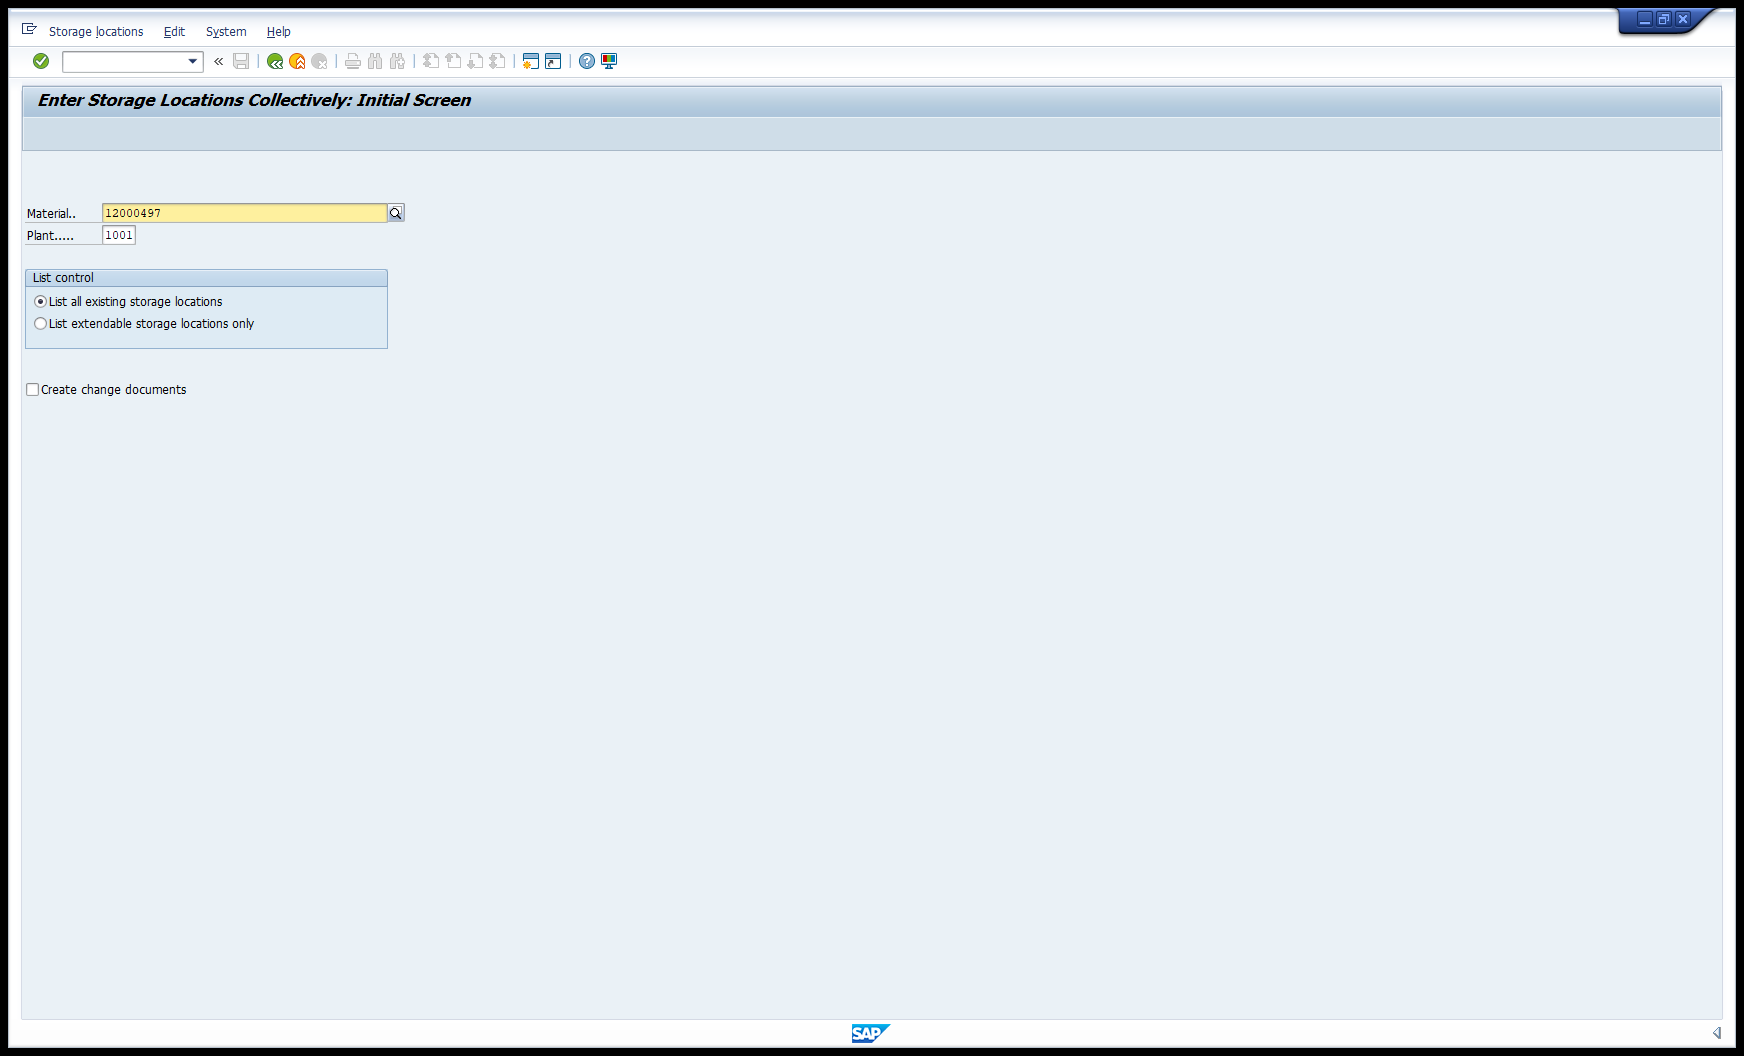 Storage locations Edit System Help
Enter Storage Locations Collectively: Initial Screen
Material.. 12000497
Plant..... 1001
List control
List all existing storage locations
List extendable storage locations only
Create change documents
SAP